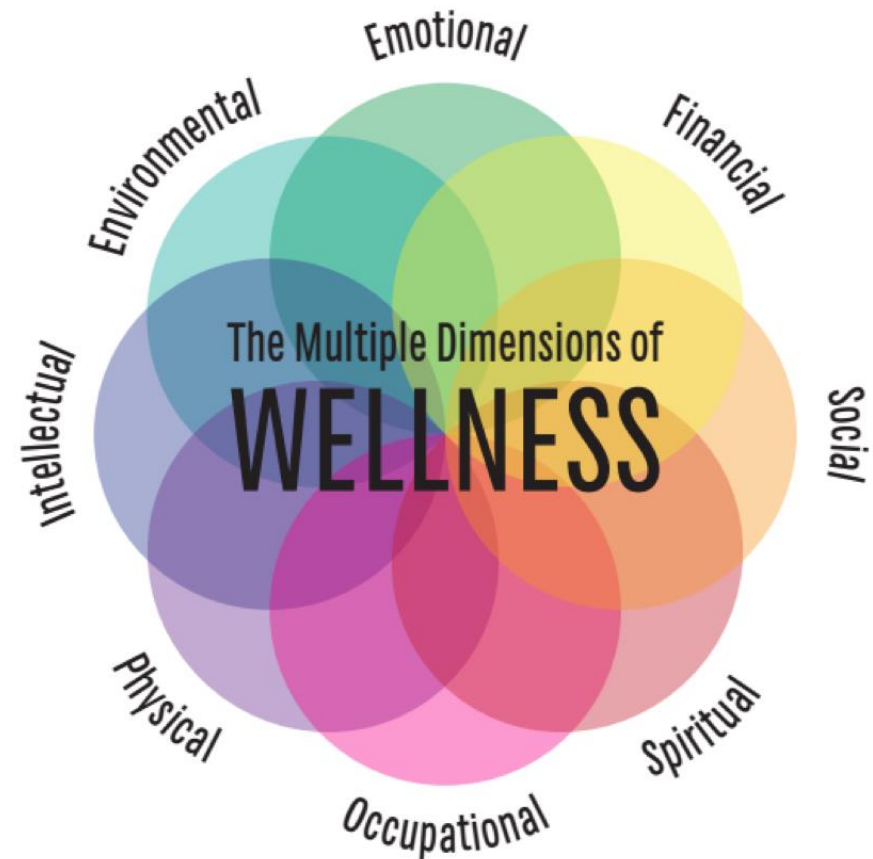 Emotional
Financial
Social
Spiritual
Occupational
Physical
Intellectual
Environmental
The Multiple Dimensions of
WELLNESS